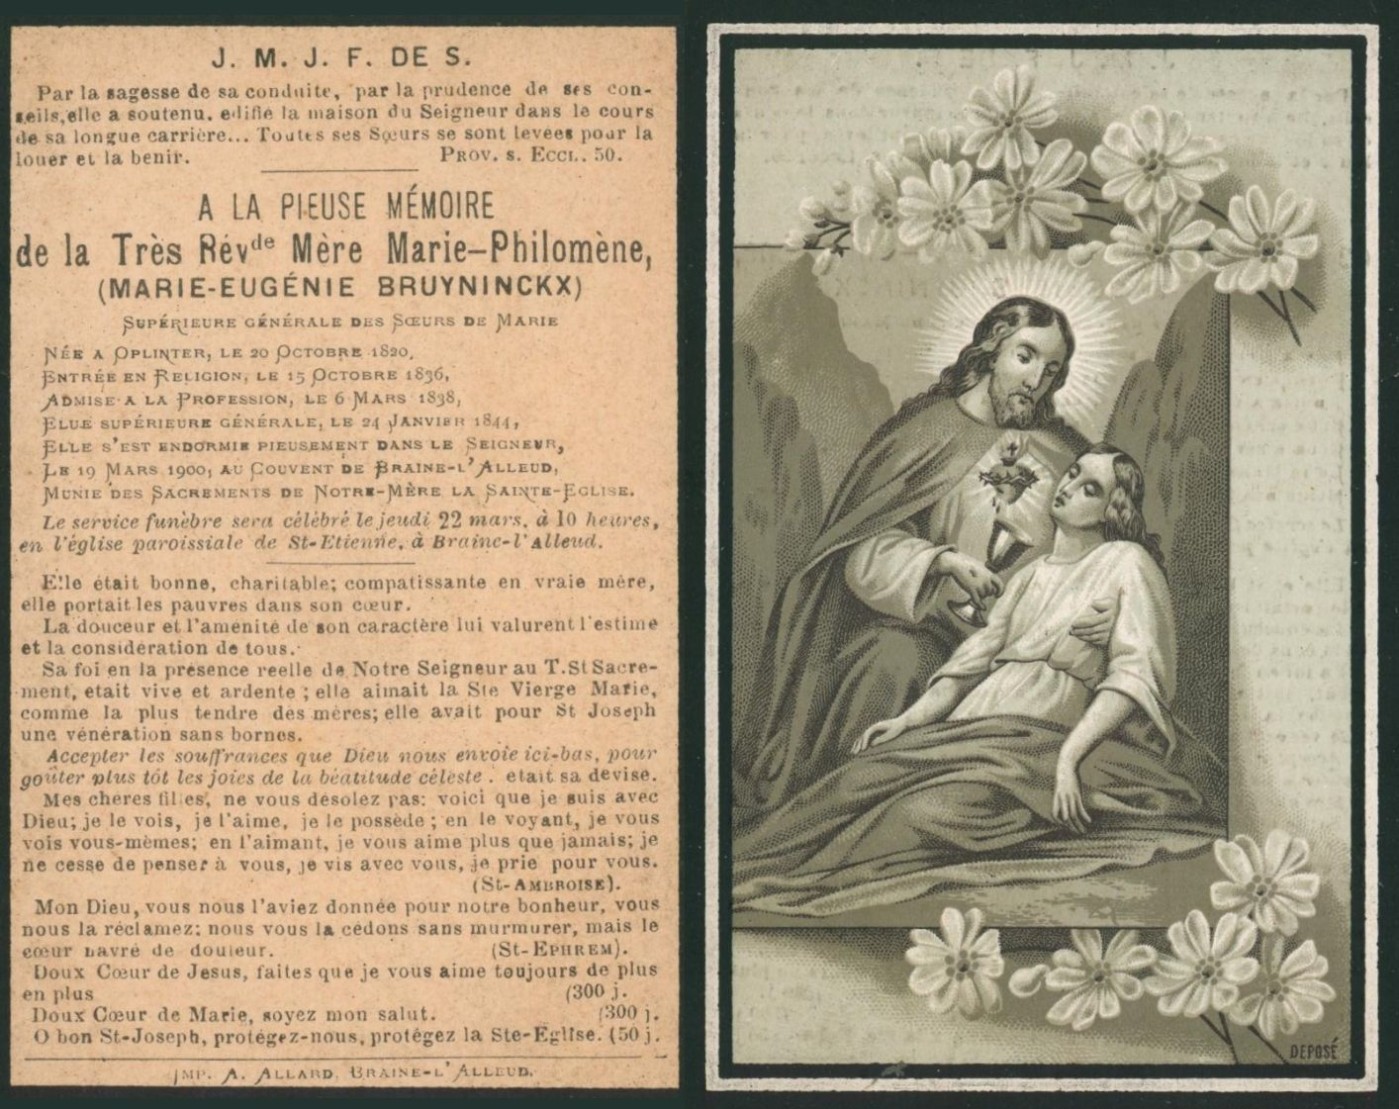 J. M. J. F. DE S.
Par la sagesse de sa conduite, par la prudence de ses con-
seils, elle a soutenu, edifié la maison du Seigneur dans le cours
de sa longue carrière... Toutes ses Sœurs se sont levées pour la
louer et la benir. PROV. S. ECCL. 50.
A LA PIEUSE MÉMOIRE
de la Très Révde Mère Marie-Philomène,
(MARIE-EUGÉNIE BRUYNINCKX)
SUPÉRIEURE GÉNÉRALE DES SŒURS DE MARIE
NÉE A OPLINTER, LE 20 OCTOBRE 1820,
ENTRÉE EN RELIGION, LE 15 OCTOBRE 1836,
ADMISE A LA PROFESSION, LE 6 MARS 1838,
ELUE SUPÉRIEURE GÉNÉRALE, LE 24 JANVIER 1844,
ELLE S'EST ENDORMIE PIEUSEMENT DANS LE SEIGNEUR,
LE 19 MARS 1900, AU COUVENT DE BRAINE-L'ALLEUD,
MUNIE DES SACREMENTS DE NOTRE-MÈRE LA SAINTE-EGLISE.
Le service funèbre sera célébré le jeudi 22 mars, à 10 heures,
en l'église paroissiale de St-Etienne, à Braine-l'Alleud.
Elle était bonne, charitable; compatissante en vraie mère,
elle portait les pauvres dans son cœur.
La douceur et l'amenité de son caractère lui valurent l'estime
et la considération de tous.
Sa foi en la présence reelle de Notre Seigneur au T. St Sacre-
ment, etait vive et ardente ; elle aimait la Ste Vierge Marie,
comme la plus tendre des mères; elle avait pour St Joseph
une vénération sans bornes.
Accepter les souffrances que Dieu nous envoie ici-bas, pour
goûter plus tôt les joies de la béatitude céleste . etait sa devise.
Mes chères filles, ne vous désolez pas: voici que je suis avec
Dieu; je le vois, je l'aime, je le possède ; en le voyant, je vous
vois vous-mèmes; en l'aimant, je vous aime plus que jamais; je
ne cesse de penser à vous, je vis avec vous, je prie pour vous.
(St-AMBROISE).
Mon Dieu, vous nous l'aviez donnée pour notre bonheur, vous
nous la réclamez; nous vous la cédons sans murmurer, mais le
cœur navré de douleur. (St-EPHREM).
Doux Cœur de Jesus, faites que je vous aime toujours de plus
en plus (300 j.
Doux Cœur de Marie, soyez mon salut. (300 j.
O bon St-Joseph, protégez-nous, protégez la Ste-Eglise. (50 j.
IMP. A. ALLARD, BRAINE-L'ALLEUD.
DEPOSÉ